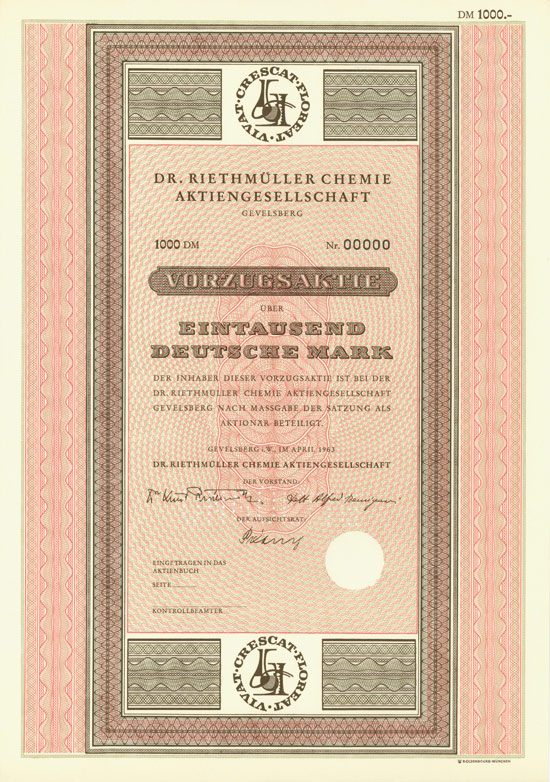 DM 1000.-
VIVAT·CRESCAT·FLOREAT·
DR. RIETHMÜLLER CHEMIE
AKTIENGESELLSCHAFT
GEVELSBERG
1000 DM Nr. 00000
VORZUGSAKTIE
ÜBER
EINTAUSEND
DEUTSCHE MARK
DER INHABER DIESER VORZUGSAKTIE IST BEI DER
DR. RIETHMÜLLER CHEMIE AKTIENGESELLSCHAFT
GEVELSBERG NACH MASSGABE DER SATZUNG ALS
AKTIONÄR BETEILIGT.
GEVELSBERG i.W., IM APRIL 1963
DR. RIETHMÜLLER CHEMIE AKTIENGESELLSCHAFT
DER VORSTAND:
DER AUFSICHTSRAT:
EINGETRAGEN IN DAS
AKTIENBUCH
SEITE
KONTROLLBEAMTER
VIVAT·CRESCAT·FLOREAT·